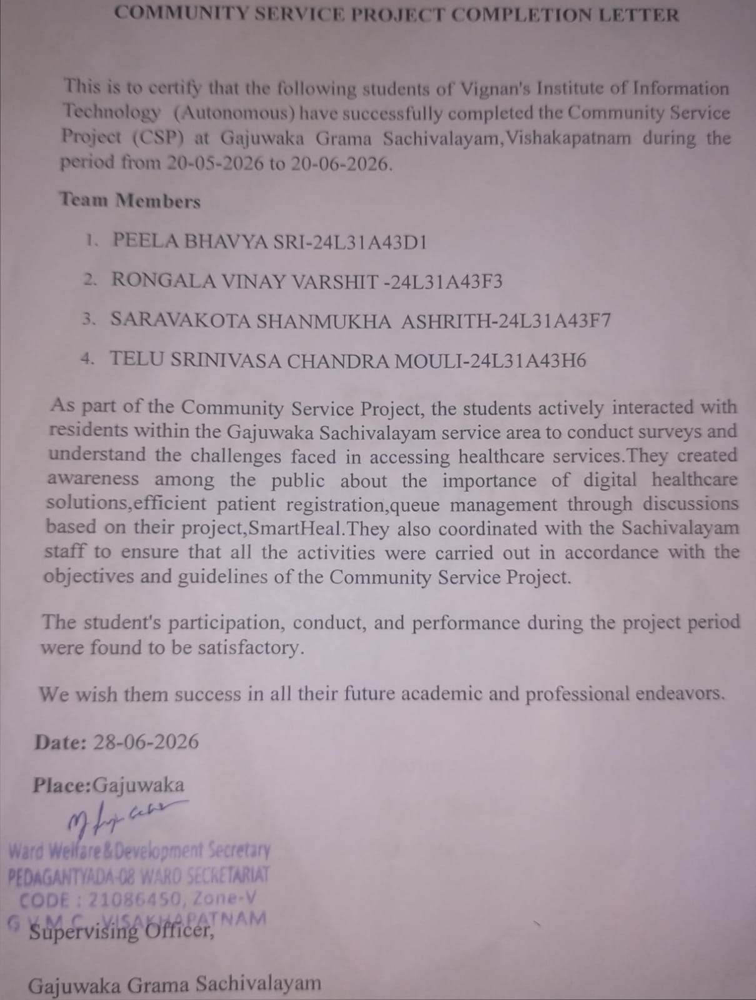 COMMUNITY SERVICE PROJECT COMPLETION LETTER
This is to certify that the following students of Vignan's Institute of Information
Technology (Autonomous) have successfully completed the Community Service
Project (CSP) at Gajuwaka Grama Sachivalayam,Vishakapatnam during the
period from 20-05-2026 to 20-06-2026.
Team Members
1. PEELA BHAVYA SRI-24L31A43D1
2. RONGALA VINAY VARSHIT -24L31A43F3
3. SARAVAKOTA SHANMUKHA ASHRITH-24L31A43F7
4. TELU SRINIVASA CHANDRA MOULI-24L31A43H6
As part of the Community Service Project, the students actively interacted with
residents within the Gajuwaka Sachivalayam service area to conduct surveys and
understand the challenges faced in accessing healthcare services.They created
awareness among the public about the importance of digital healthcare
solutions,efficient patient registration,queue management through discussions
based on their project,SmartHeal.They also coordinated with the Sachivalayam
staff to ensure that all the activities were carried out in accordance with the
objectives and guidelines of the Community Service Project.
The student's participation, conduct, and performance during the project period
were found to be satisfactory.
We wish them success in all their future academic and professional endeavors.
Date: 28-06-2026
Place:Gajuwaka
Ward Welfare & Development Secretary
PEDAGANTYADA-08 WARD SECRETARIAT
CODE : 21086450, Zone-V
G V M C VISAKHAPATNAM
Supervising Officer,
Gajuwaka Grama Sachivalayam